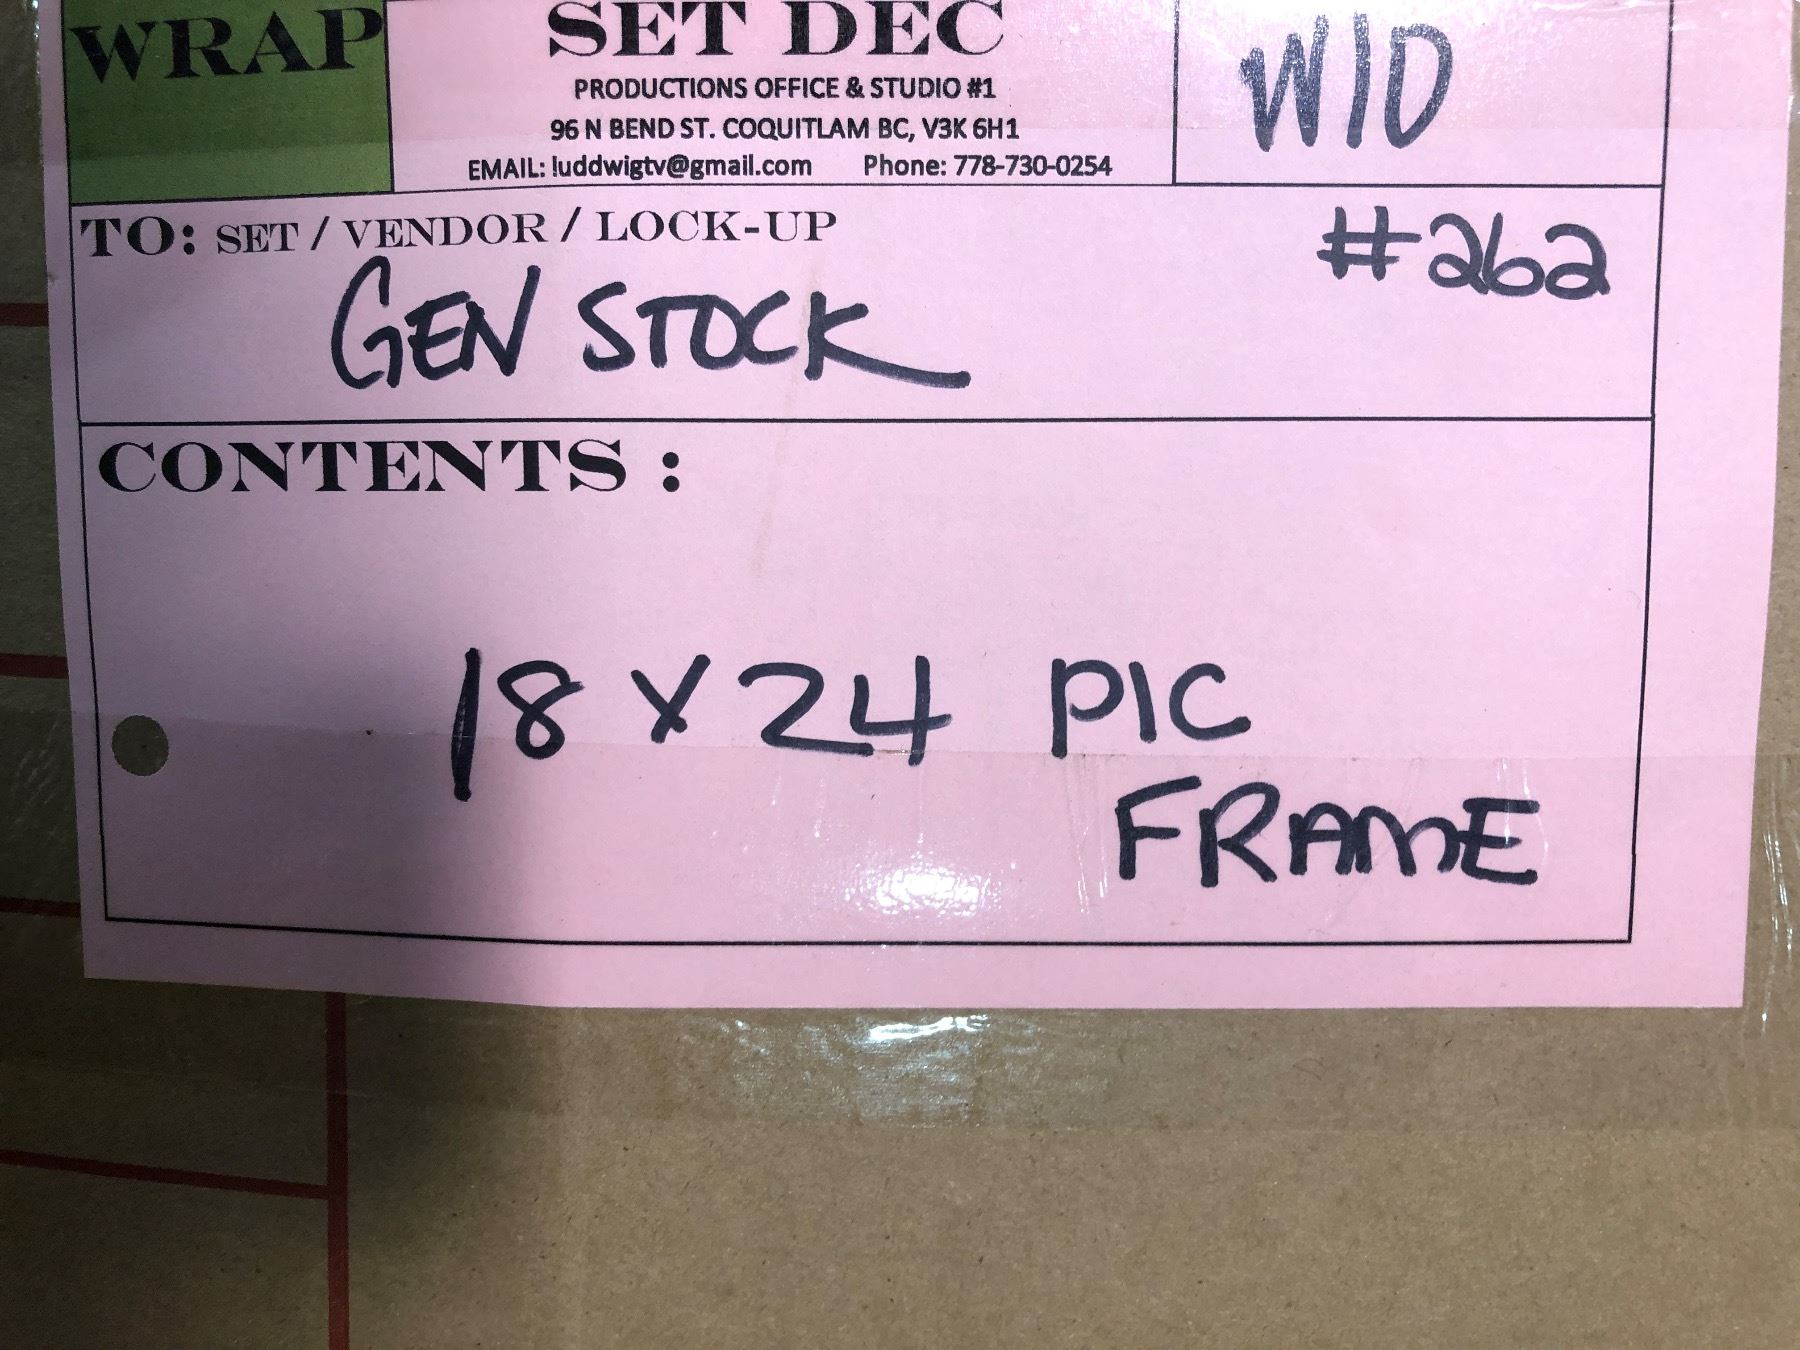 WRAP
SET DEC
PRODUCTIONS OFFICE & STUDIO #1
96 N BEND ST. COQUITLAM BC, V3K 6H1
EMAIL: luddwigtv@gmail.com Phone: 778-730-0254
W10
TO: SET / VENDOR / LOCK-UP
#262
GEN STOCK
CONTENTS :
18 X 24 PIC
FRAME